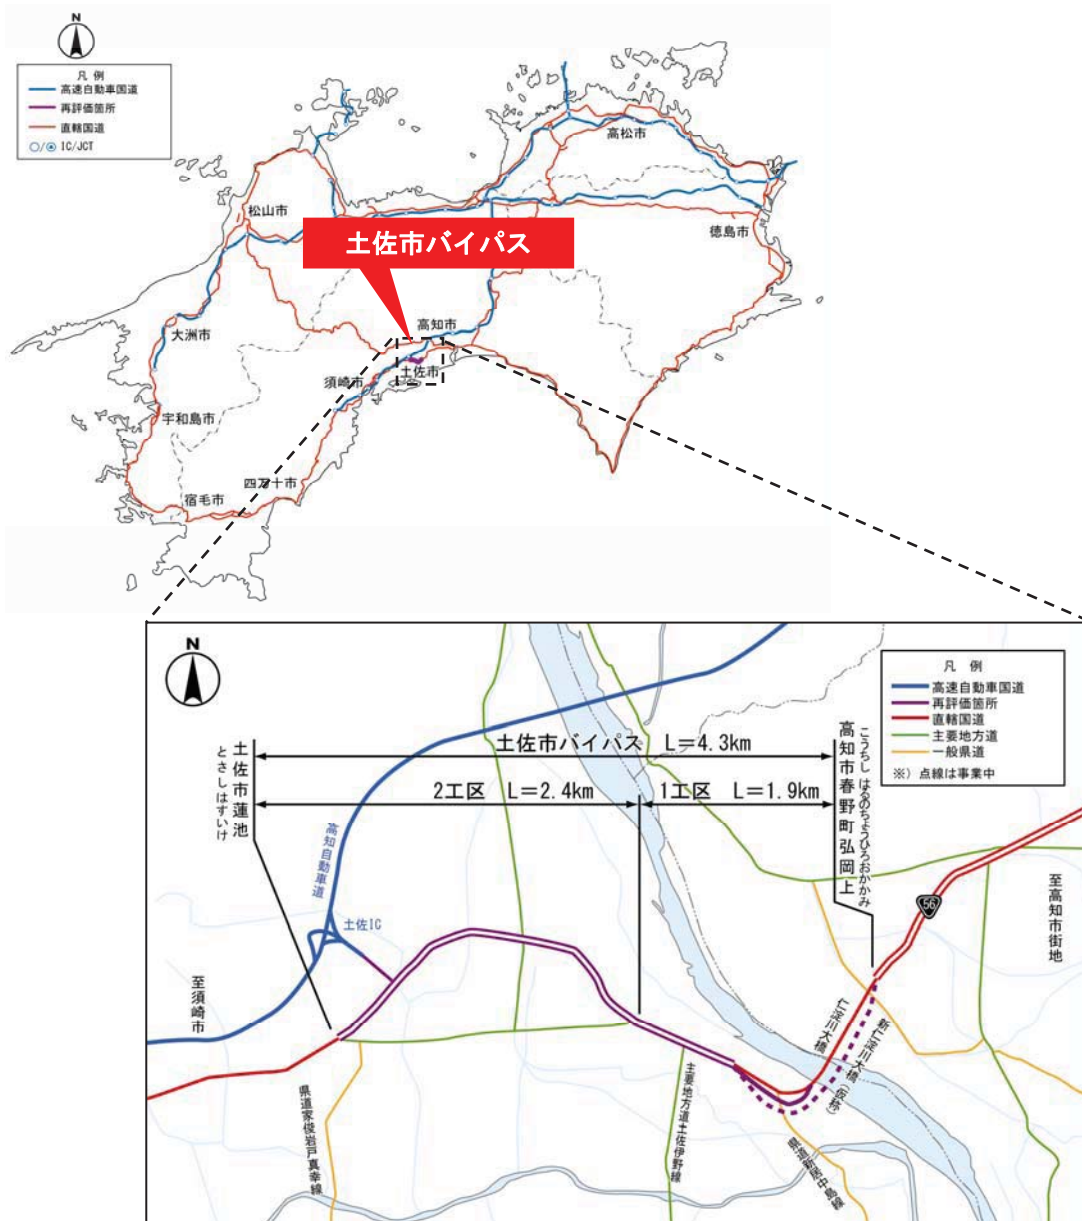 N
凡 例
高速自動車国道
再評価箇所
直轄国道
IC/JCT
高松市
松山市
徳島市
土佐市バイパス
高知市
大洲市
土佐市
須崎市
宇和島市
四万十市
宿毛市
N
凡 例
高速自動車国道
再評価箇所
直轄国道
主要地方道
一般県道
※）点線は事業中
土佐市バイパス L＝4.3km
2工区 L＝2.4km
1工区 L＝1.9km
土佐市蓮池
とさしはすいけ
高知市春野町弘岡上
こうちし はるのちょうひろおかかみ
高知自動車道
土佐IC
56
至高知市街地
至須崎市
仁淀川大橋
新仁淀川大橋（仮称）
県道家俊岩戸真幸線
主要地方道土佐伊野線
県道新居中島線